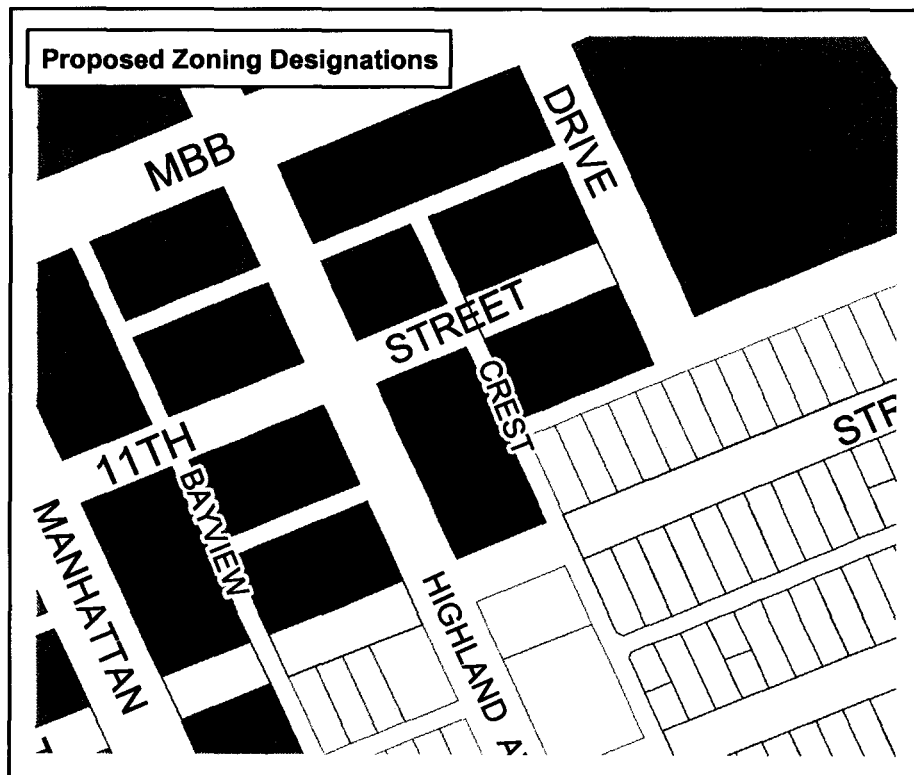 Proposed Zoning Designations
MBB
DRIVE
STREET
CREST
STR
11TH
BAYVIEW
MANHATTAN
HIGHLAND A